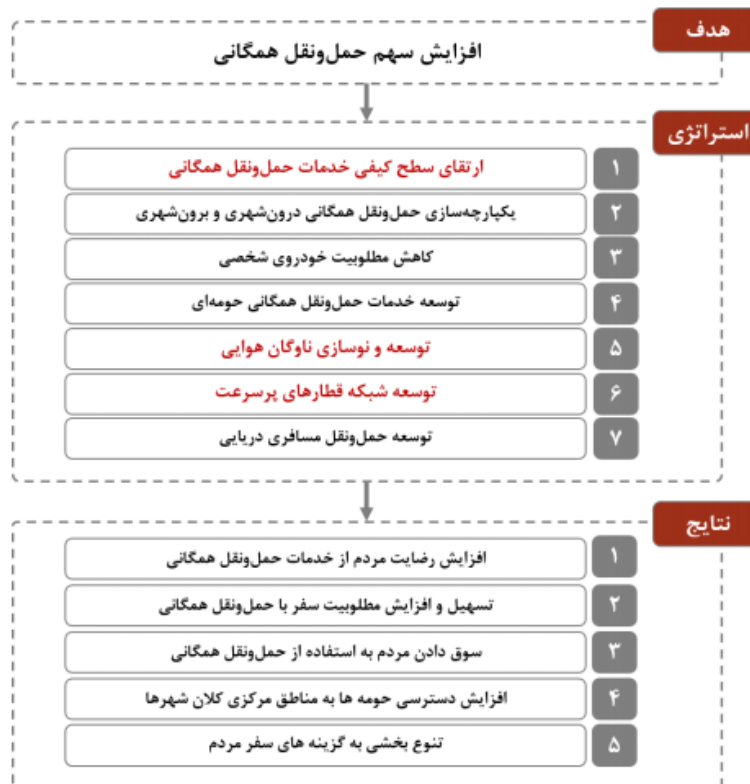 هدف
افزایش سهم حمل‌ونقل همگانی
استراتژی
۱ ارتقای سطح کیفی خدمات حمل‌ونقل همگانی
۲ یکپارچه‌سازی حمل‌ونقل همگانی درون‌شهری و برون‌شهری
۳ کاهش مطلوبیت خودروی شخصی
۴ توسعه خدمات حمل‌ونقل همگانی حومه‌ای
۵ توسعه و نوسازی ناوگان هوایی
۶ توسعه شبکه قطارهای پرسرعت
۷ توسعه حمل‌ونقل مسافری دریایی
نتایج
۱ افزایش رضایت مردم از خدمات حمل‌ونقل همگانی
۲ تسهیل و افزایش مطلوبیت سفر با حمل‌ونقل همگانی
۳ سوق دادن مردم به استفاده از حمل‌ونقل همگانی
۴ افزایش دسترسی حومه ها به مناطق مرکزی کلان شهرها
۵ تنوع بخشی به گزینه های سفر مردم